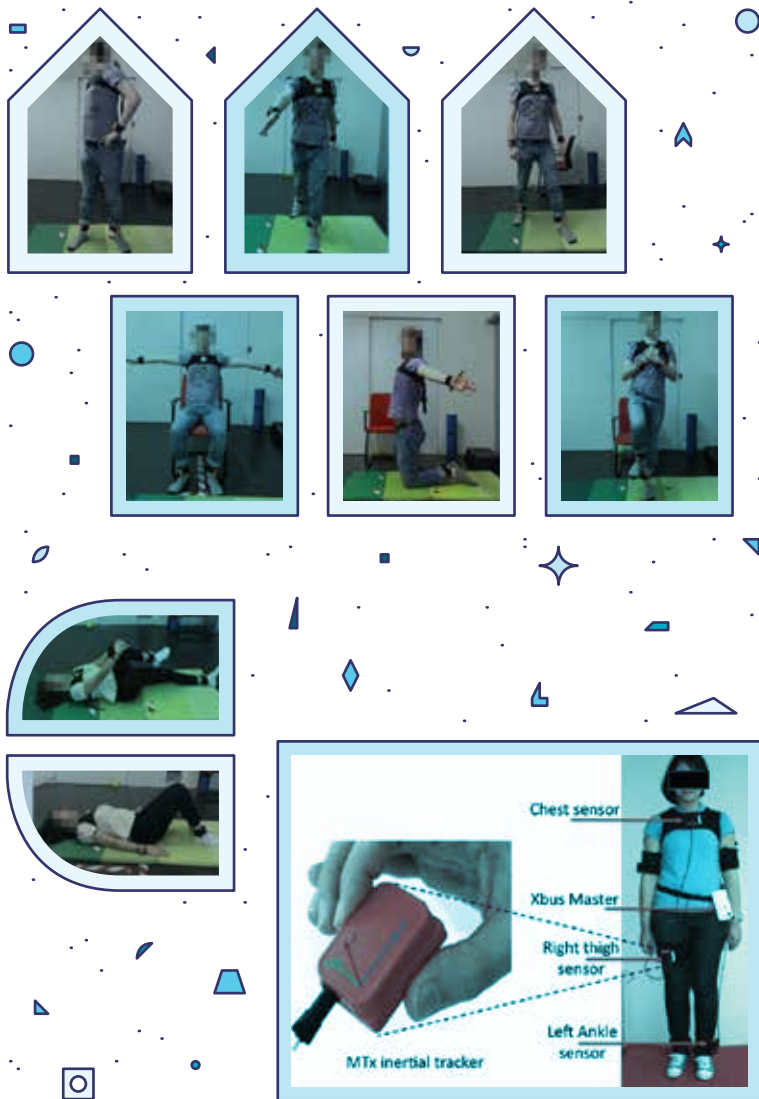 Chest sensor
Xbus Master
Right thigh
sensor
Left Ankle
sensor
MTx inertial tracker